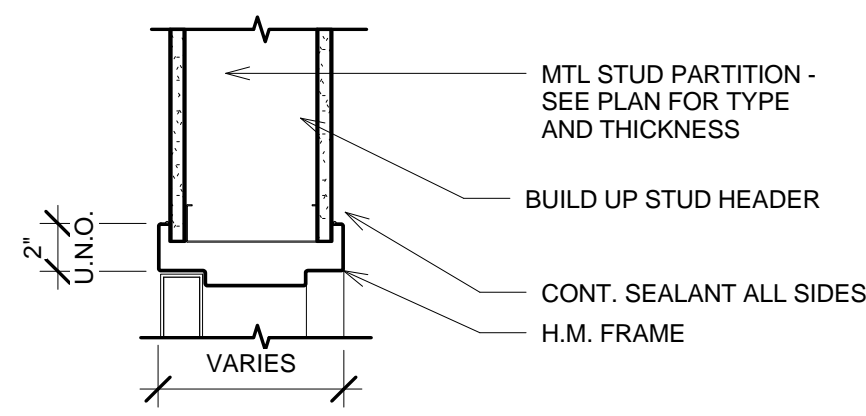 MTL STUD PARTITION -
SEE PLAN FOR TYPE
AND THICKNESS
BUILD UP STUD HEADER
2"
U.N.O.
CONT. SEALANT ALL SIDES
H.M. FRAME
VARIES